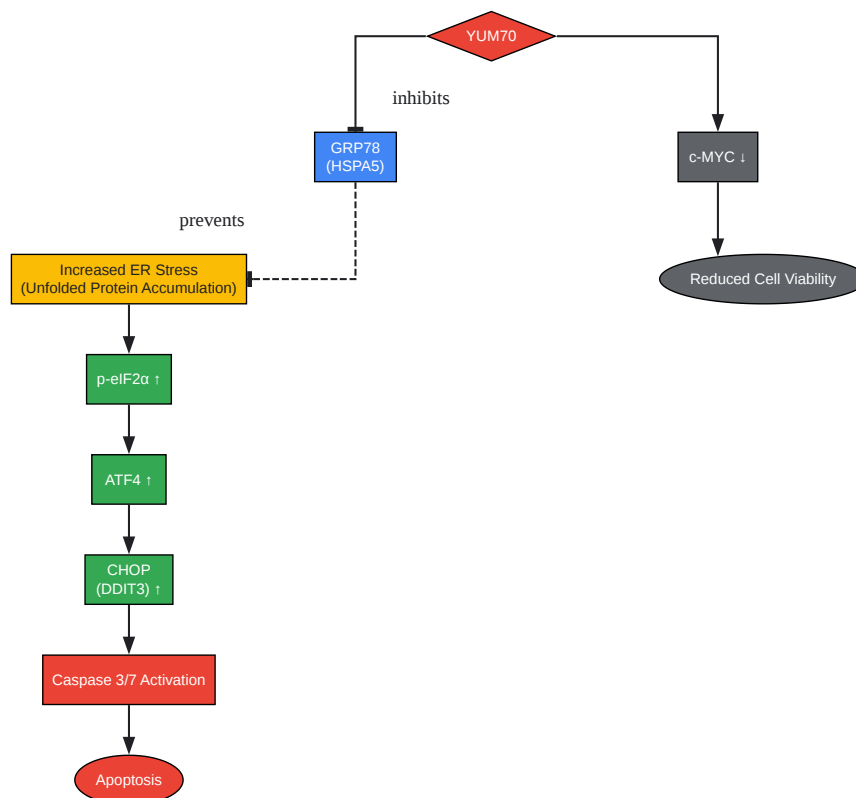 YUM70
inhibits
GRP78
(HSPA5)
c-MYC ↓
prevents
Increased ER Stress
(Unfolded Protein Accumulation)
Reduced Cell Viability
p-eIF2α ↑
ATF4 ↑
CHOP
(DDIT3) ↑
Caspase 3/7 Activation
Apoptosis